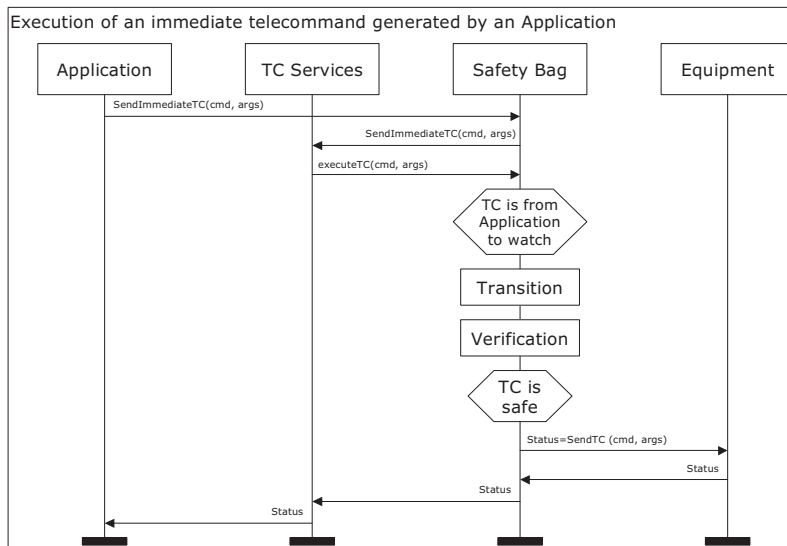 Execution of an immediate telecommand generated by an Application
Application
TC Services
Safety Bag
Equipment
SendImmediateTC(cmd, args)
SendImmediateTC(cmd, args)
executeTC(cmd, args)
TC is from
Application
to watch
Transition
Verification
TC is
safe
Status=SendTC (cmd, args)
Status
Status
Status